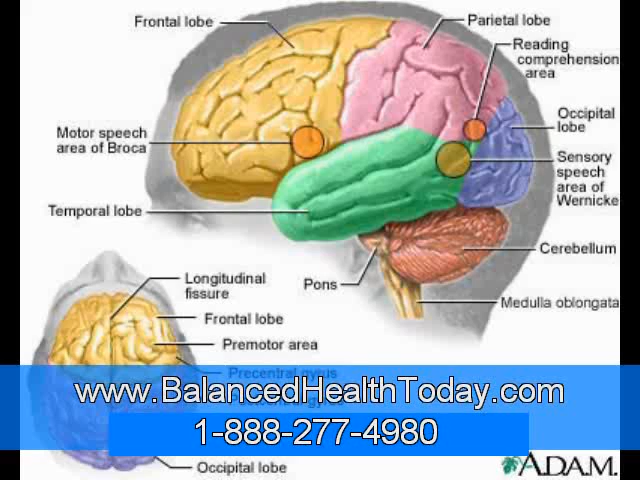 Frontal lobe
Parietal lobe
Reading
comprehension
area
Motor speech
area of Broca
Occipital
lobe
Sensory
speech
area of
Wernicke
Temporal lobe
Cerebellum
Pons
Medulla oblongata
Longitudinal
fissure
Frontal lobe
Premotor area
Precentral gyrus
www.BalancedHealthToday.com
1-888-277-4980
Occipital lobe
A.D.A.M.